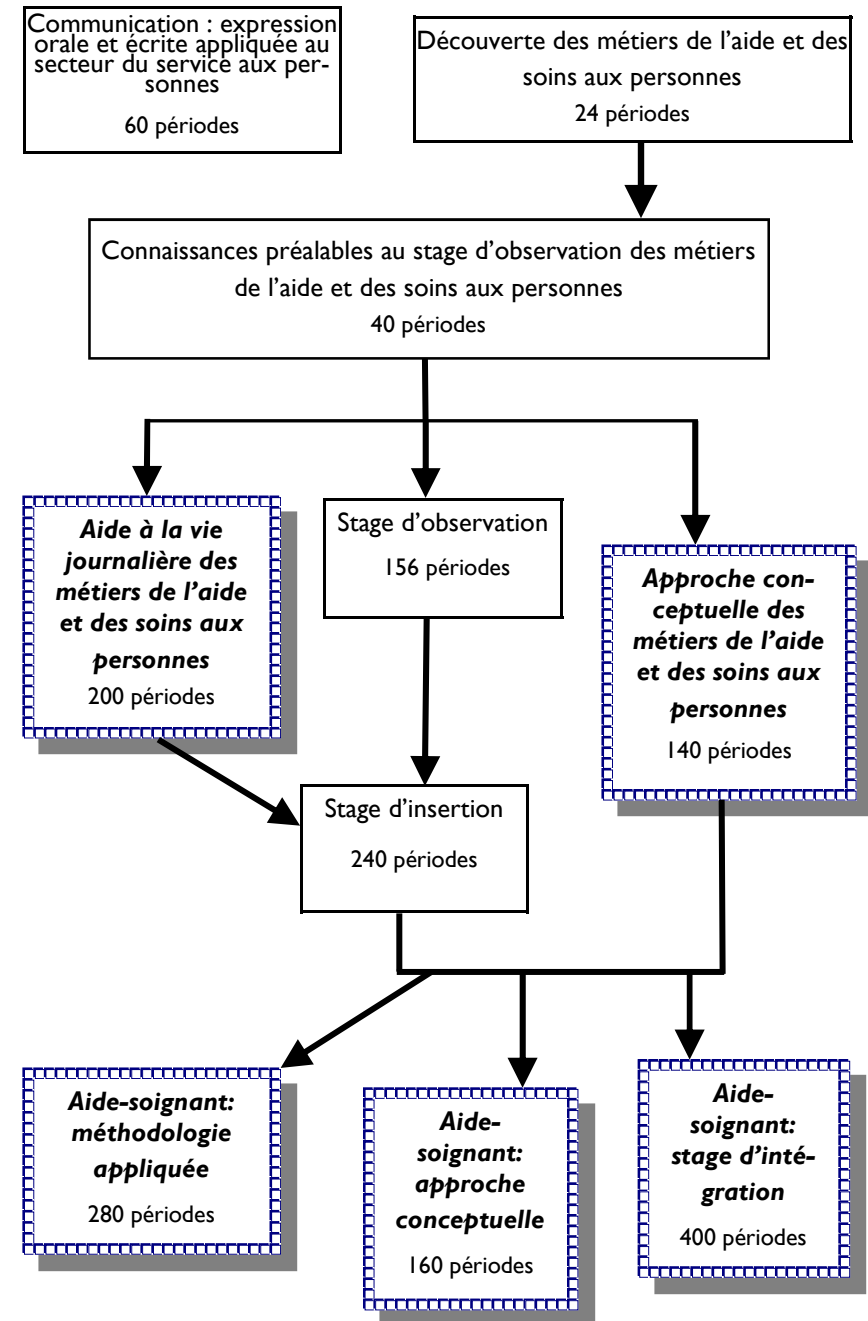 Communication : expression
orale et écrite appliquée au
secteur du service aux per-
sonnes
60 périodes
Découverte des métiers de l’aide et des
soins aux personnes
24 périodes
Connaissances préalables au stage d’observation des métiers
de l’aide et des soins aux personnes
40 périodes
Aide à la vie
journalière des
métiers de l’aide
et des soins aux
personnes
200 périodes
Stage d’observation
156 périodes
Approche con-
ceptuelle des
métiers de l’aide
et des soins aux
personnes
140 périodes
Stage d’insertion
240 périodes
Aide-soignant:
méthodologie
appliquée
280 périodes
Aide-
soignant:
approche
conceptuelle
160 périodes
Aide-
soignant:
stage d’inté-
gration
400 périodes